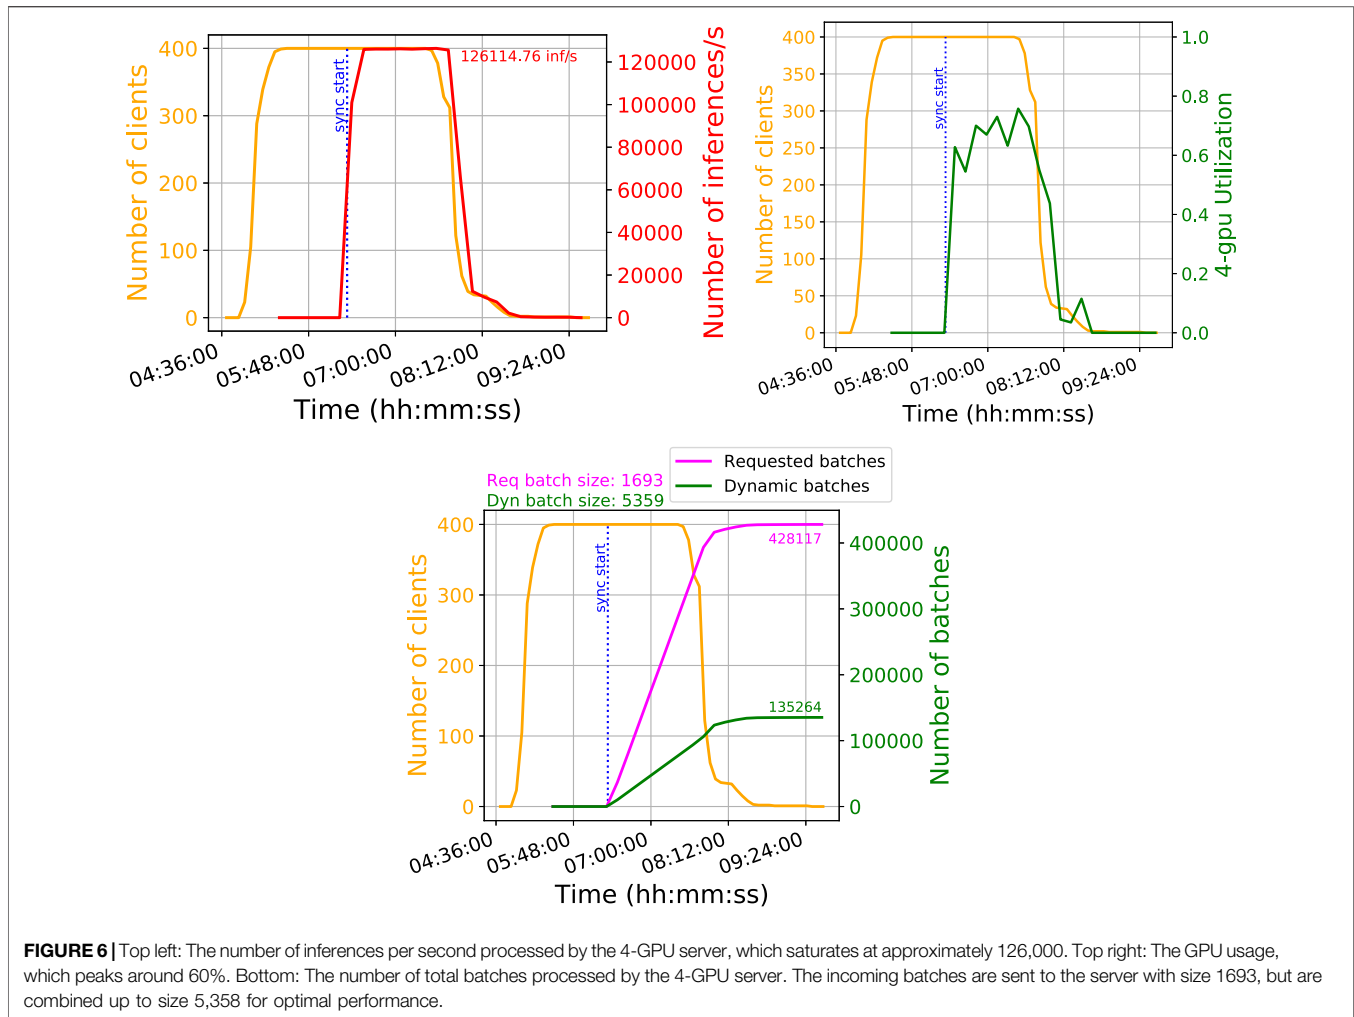 400
300
200
100
0
Number of clients
sync start
126114.76 inf/s
120000
100000
80000
60000
40000
20000
0
Number of inferences/s
04:36:00
05:48:00
07:00:00
08:12:00
09:24:00
Time (hh:mm:ss)
400
350
300
250
200
150
100
50
0
Number of clients
sync start
1.0
0.8
0.6
0.4
0.2
0.0
4-gpu Utilization
04:36:00
05:48:00
07:00:00
08:12:00
09:24:00
Time (hh:mm:ss)
Req batch size: 1693
Dyn batch size: 5359
Requested batches
Dynamic batches
400
300
200
100
0
Number of clients
sync start
428117
135264
400000
300000
200000
100000
0
Number of batches
04:36:00
05:48:00
07:00:00
08:12:00
09:24:00
Time (hh:mm:ss)
FIGURE 6 | Top left: The number of inferences per second processed by the 4-GPU server, which saturates at approximately 126,000. Top right: The GPU usage,
which peaks around 60%. Bottom: The number of total batches processed by the 4-GPU server. The incoming batches are sent to the server with size 1693, but are
combined up to size 5,358 for optimal performance.